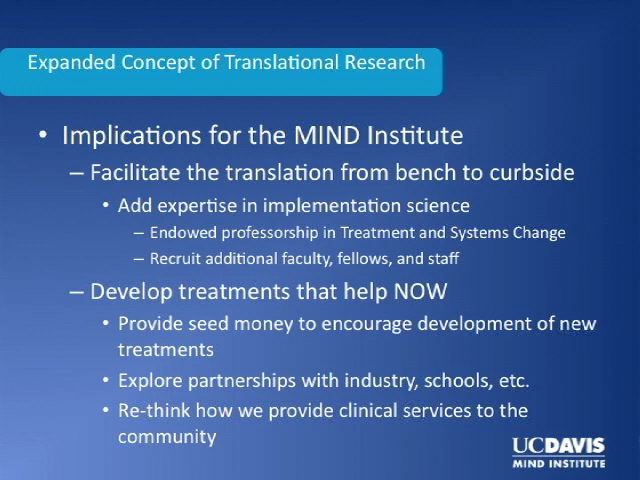 Expanded Concept of Translational Research
• Implications for the MIND Institute
– Facilitate the translation from bench to curbside
• Add expertise in implementation science
– Endowed professorship in Treatment and Systems Change
– Recruit additional faculty, fellows, and staff
– Develop treatments that help NOW
• Provide seed money to encourage development of new
treatments
• Explore partnerships with industry, schools, etc.
• Re-think how we provide clinical services to the
community
UCDAVIS
MIND INSTITUTE